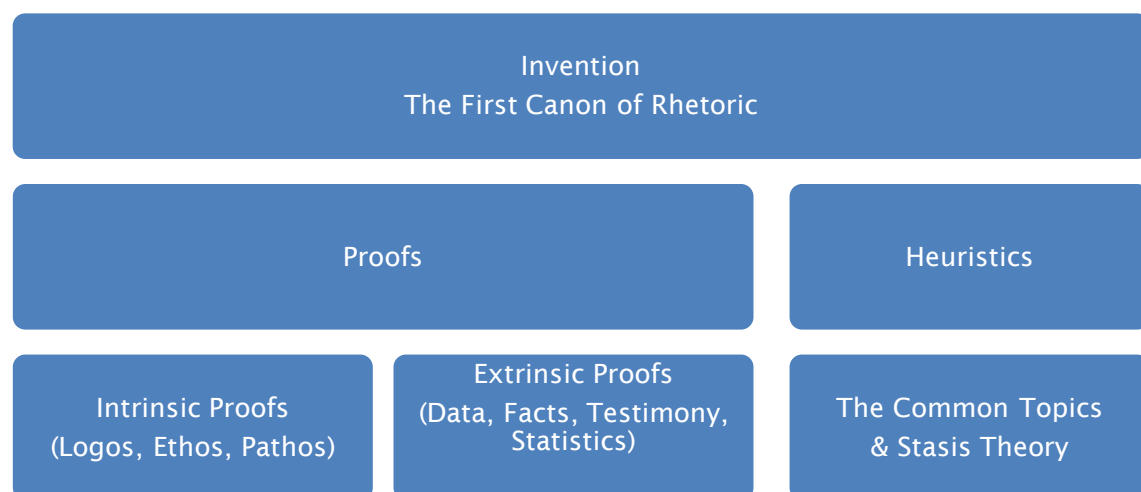 Invention
The First Canon of Rhetoric
Proofs
Heuristics
Intrinsic Proofs
(Logos, Ethos, Pathos)
Extrinsic Proofs
(Data, Facts, Testimony,
Statistics)
The Common Topics
& Stasis Theory